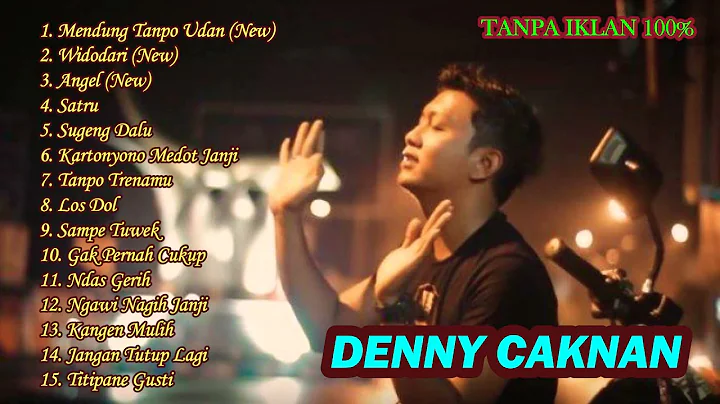 1. Mendung Tanpo Udan (New)
2. Widodari (New)
3. Angel (New)
4. Satru
5. Sugeng Dalu
6. Kartonyono Medot Janji
7. Tanpo Trenamu
8. Los Dol
9. Sampe Tuwek
10. Gak Pernah Cukup
11. Ndas Gerih
12. Ngawi Nagih Janji
13. Kangen Mulih
14. Jangan Tutup Lagi
15. Titipane Gusti
TANPA IKLAN 100%
DENNY CAKNAN